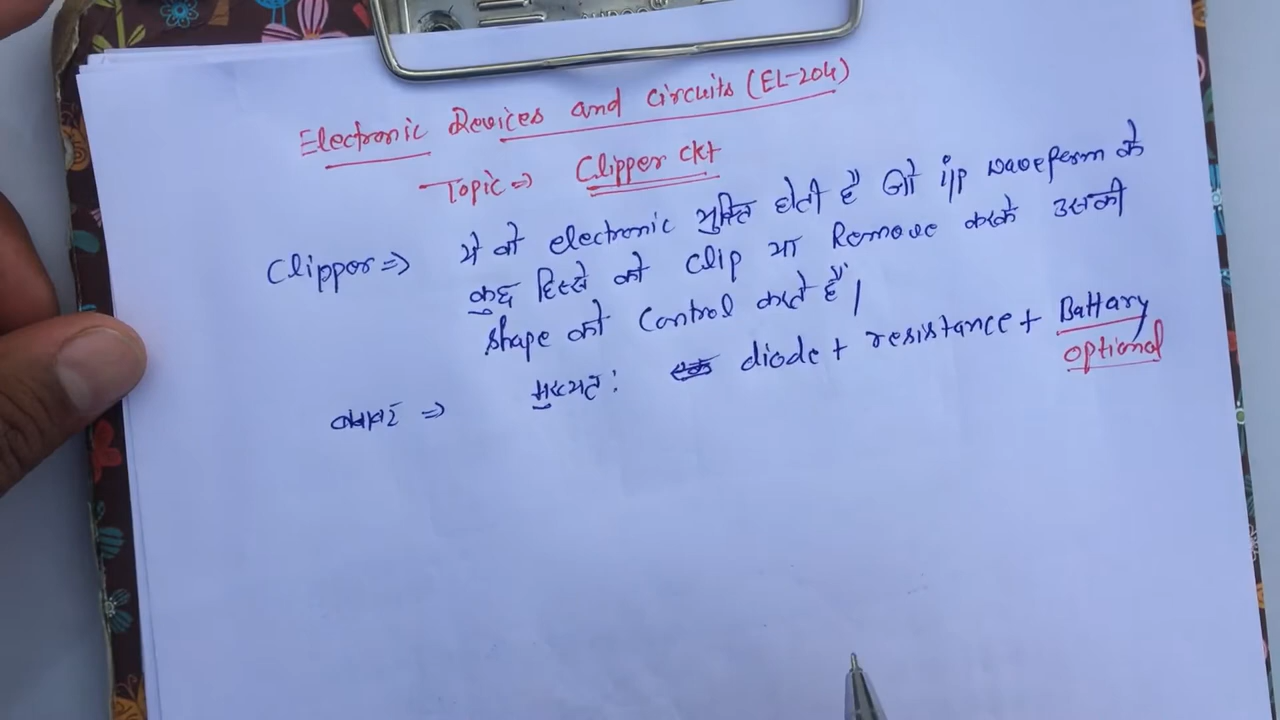 Electronic Devices and Circuits (EL-204)
Topic ⇒ Clipper ckt
Clipper ⇒ ये वो electronic युक्ति होती है जो i/p waveform के
कुछ हिस्से को clip या Remove करके उसकी
shape को Control करते हैं।
बनावट ⇒ मुख्यत: diode + resistance + Battary
optional